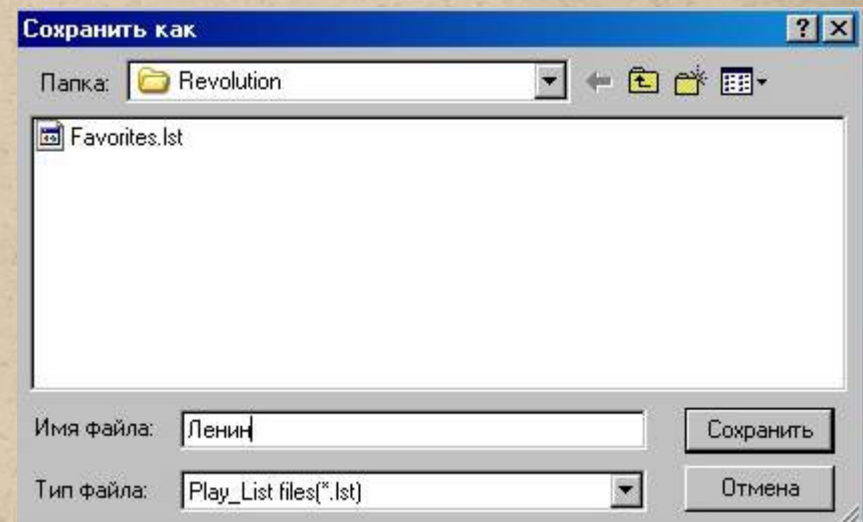 Сохранить как
Папка: Revolution
Favorites.lst
Имя файла: Ленин
Сохранить
Тип файла: Play_List files(*.lst)
Отмена